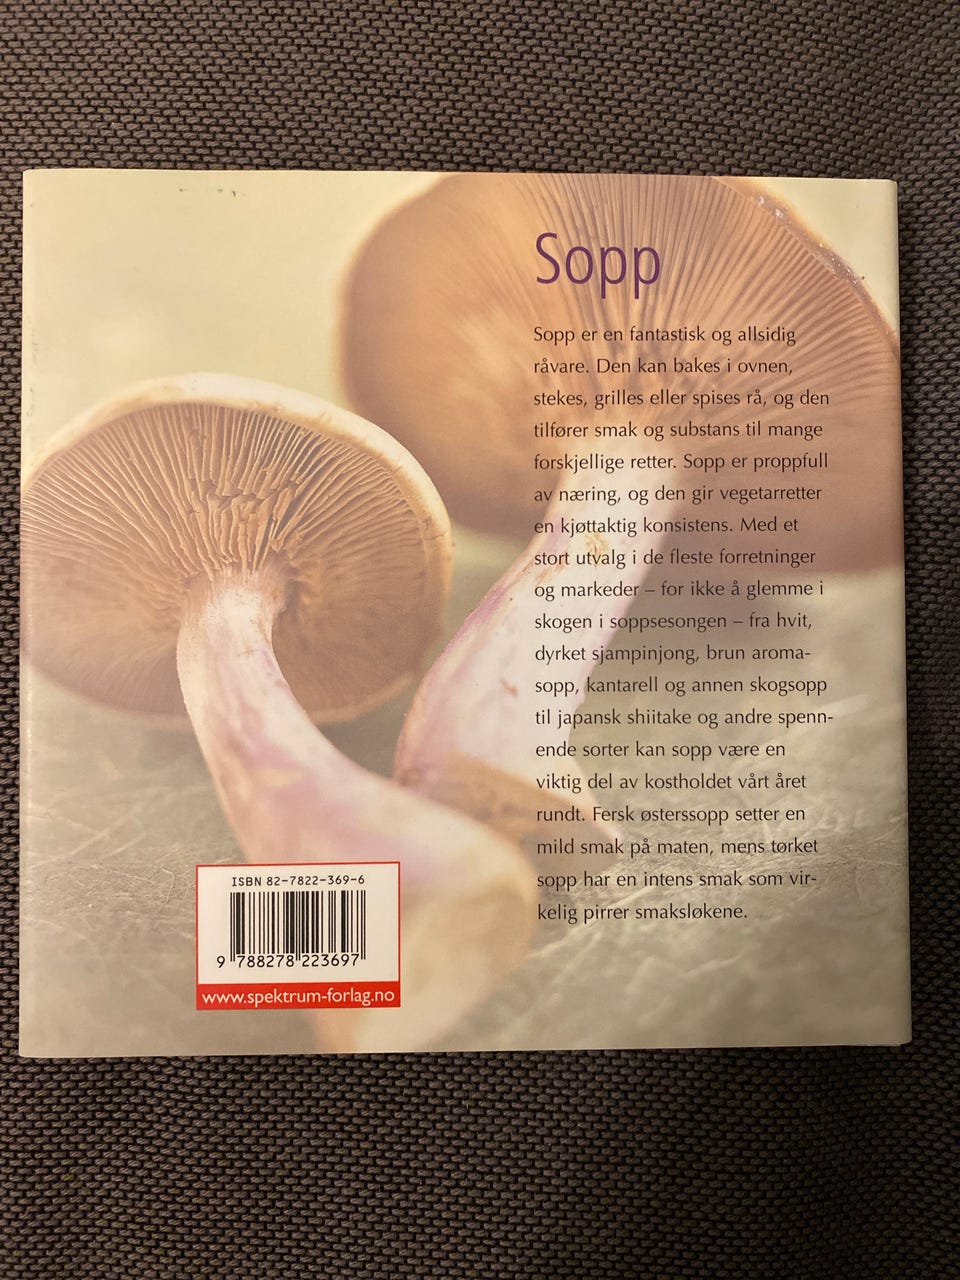 Sopp
Sopp er en fantastisk og allsidig
råvare. Den kan bakes i ovnen,
stekes, grilles eller spises rå, og den
tilfører smak og substans til mange
forskjellige retter. Sopp er proppfull
av næring, og den gir vegetarretter
en kjøttaktig konsistens. Med et
stort utvalg i de fleste forretninger
og markeder – for ikke å glemme i
skogen i soppsesongen – fra hvit,
dyrket sjampinjong, brun aroma-
sopp, kantarell og annen skogsopp
til japansk shiitake og andre spenn-
ende sorter kan sopp være en
viktig del av kostholdet vårt året
rundt. Fersk østerssopp setter en
mild smak på maten, mens tørket
sopp har en intens smak som vir-
kelig pirrer smaksløkene.
ISBN 82-7822-369-6
9 788278 223697
www.spektrum-forlag.no